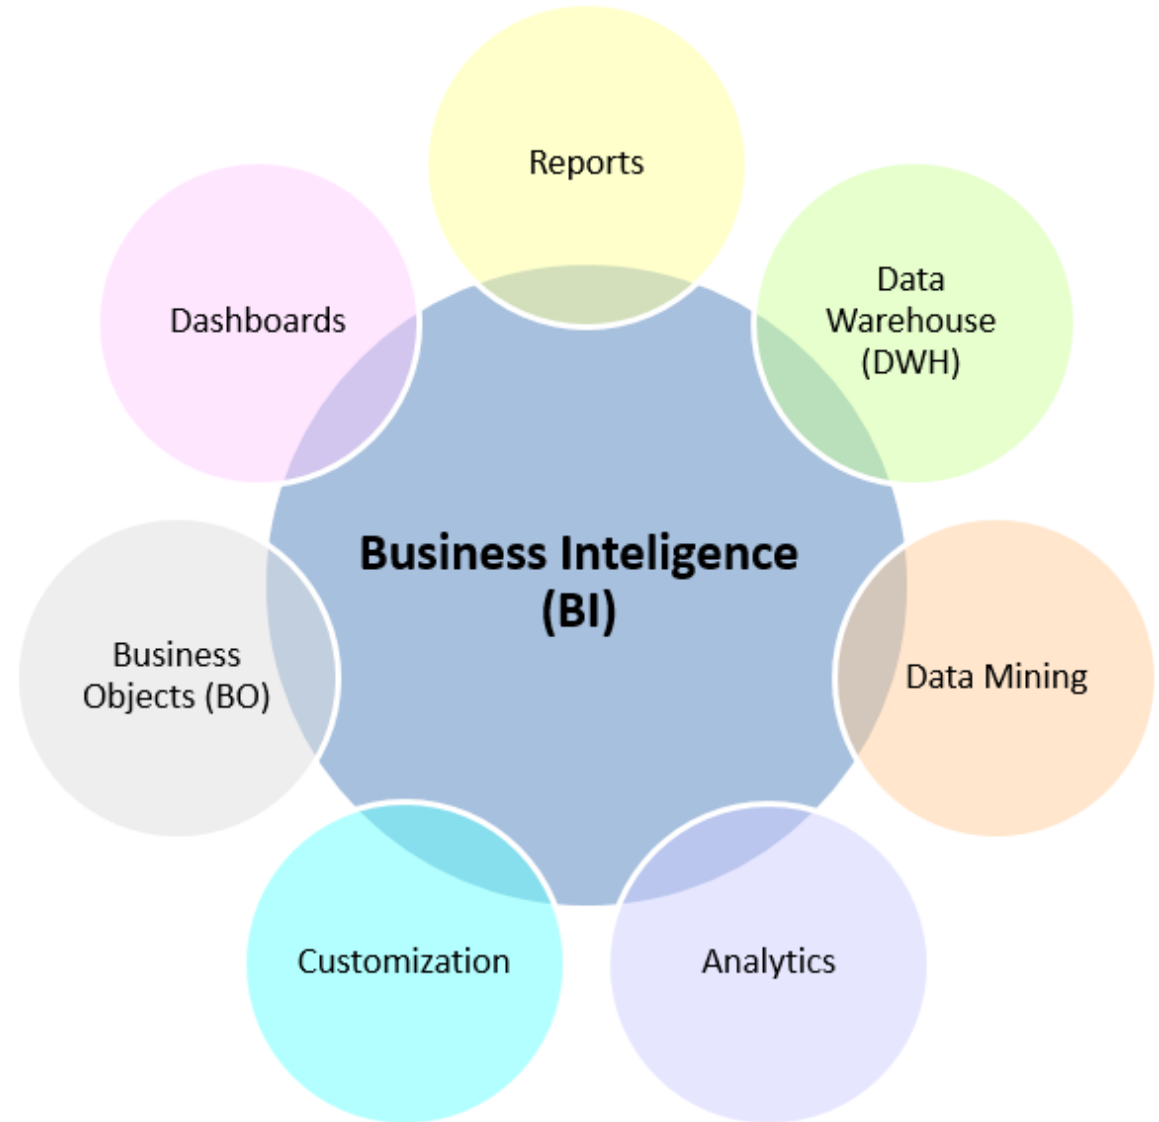 Reports
Data
Warehouse
(DWH)
Dashboards
Business Inteligence
(BI)
Data Mining
Business
Objects (BO)
Customization
Analytics